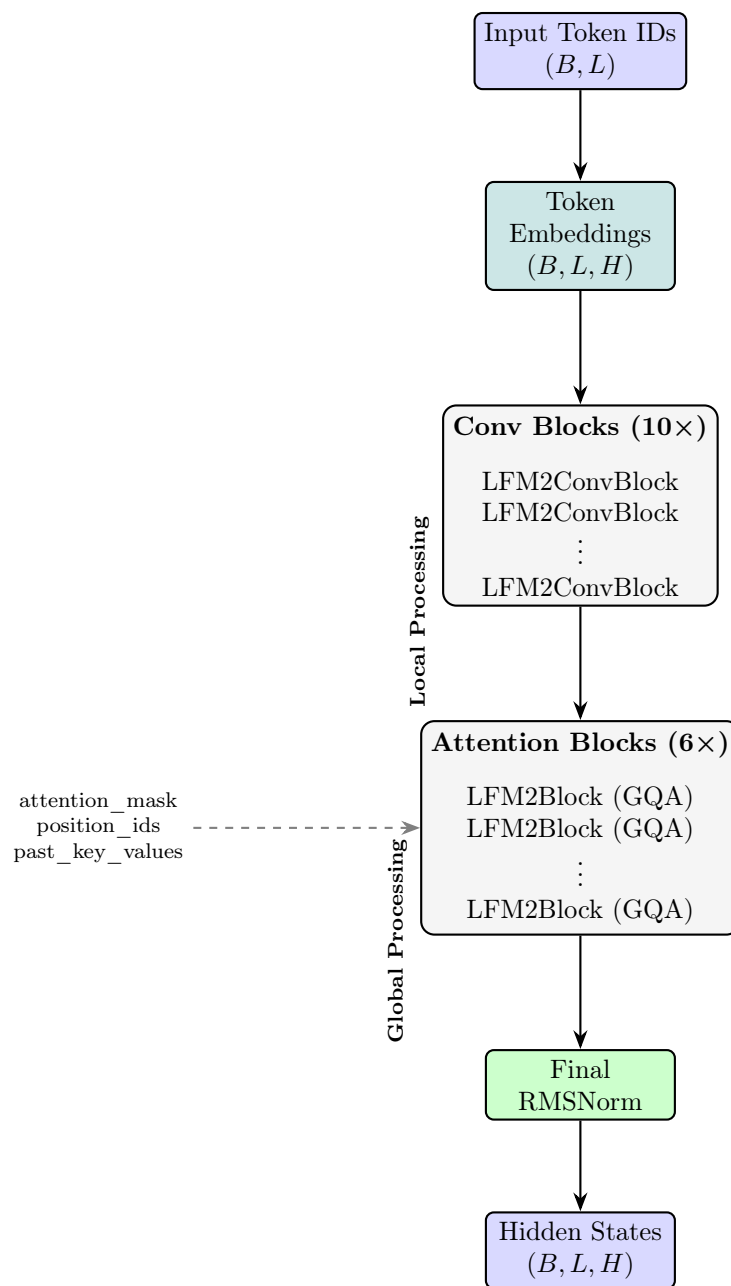 Input Token IDs
(B, L)
Token
Embeddings
(B, L, H)
Conv Blocks (10×)
LFM2ConvBlock
LFM2ConvBlock
⋮
LFM2ConvBlock
Local Processing
Attention Blocks (6×)
LFM2Block (GQA)
LFM2Block (GQA)
⋮
LFM2Block (GQA)
attention_mask
position_ids
past_key_values
Global Processing
Final
RMSNorm
Hidden States
(B, L, H)